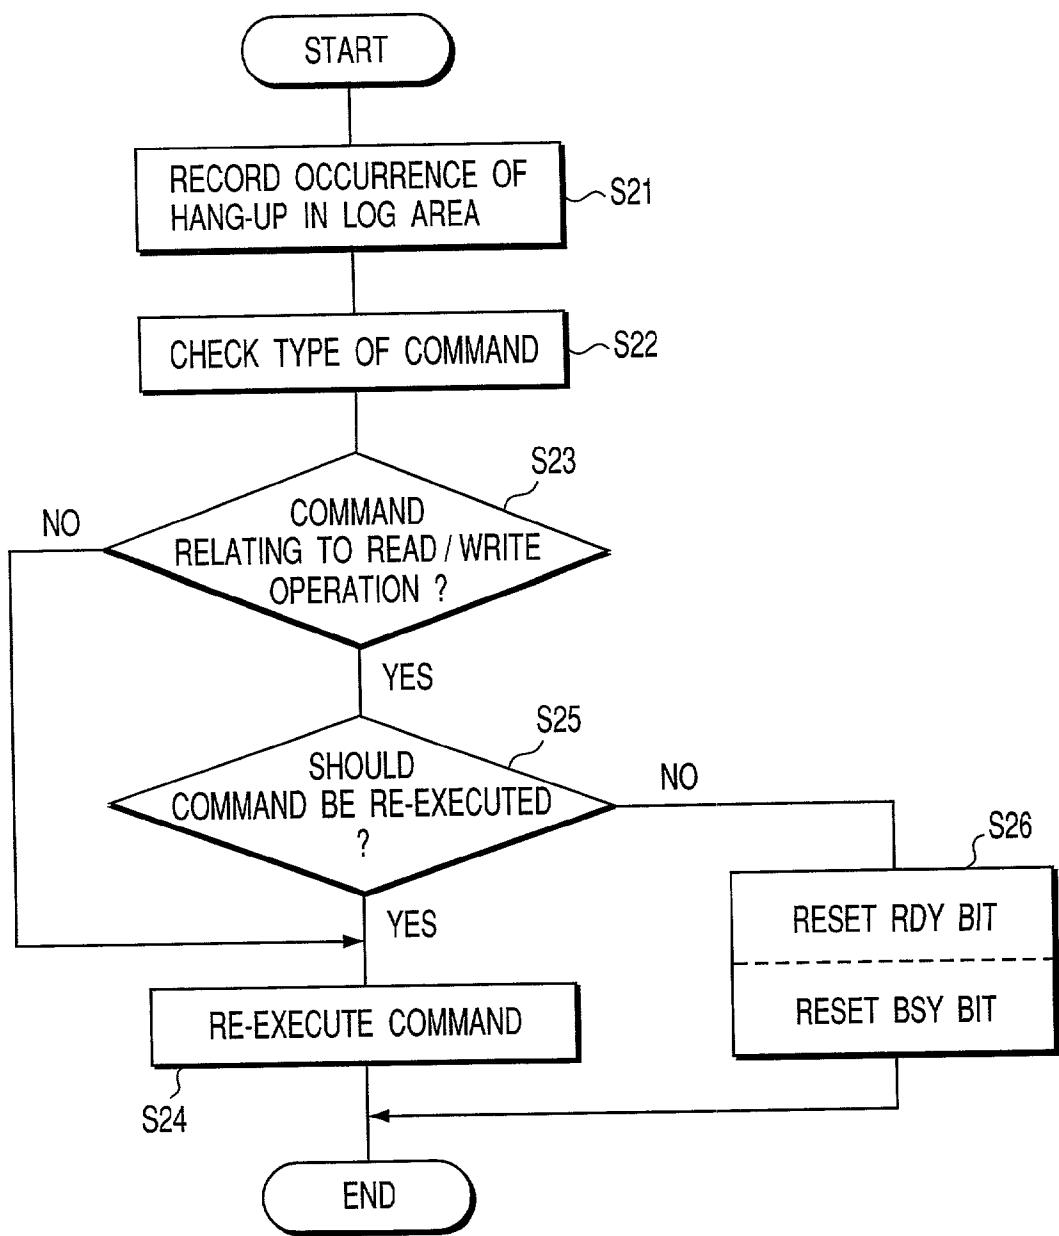 START
RECORD OCCURRENCE OF
HANG-UP IN LOG AREA
S21
CHECK TYPE OF COMMAND
S22
S23
COMMAND
RELATING TO READ / WRITE
OPERATION ?
NO
YES
S25
SHOULD
COMMAND BE RE-EXECUTED
?
NO
S26
RESET RDY BIT
RESET BSY BIT
YES
RE-EXECUTE COMMAND
S24
END